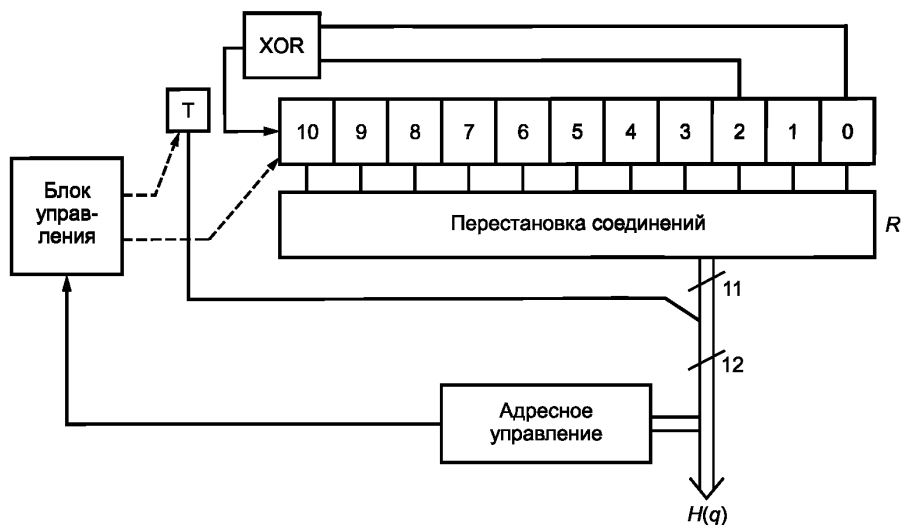 XOR
T
10 9 8 7 6 5 4 3 2 1 0
Блок
управ-
ления
Перестановка соединений
R
11
12
Адресное
управление
H(q)